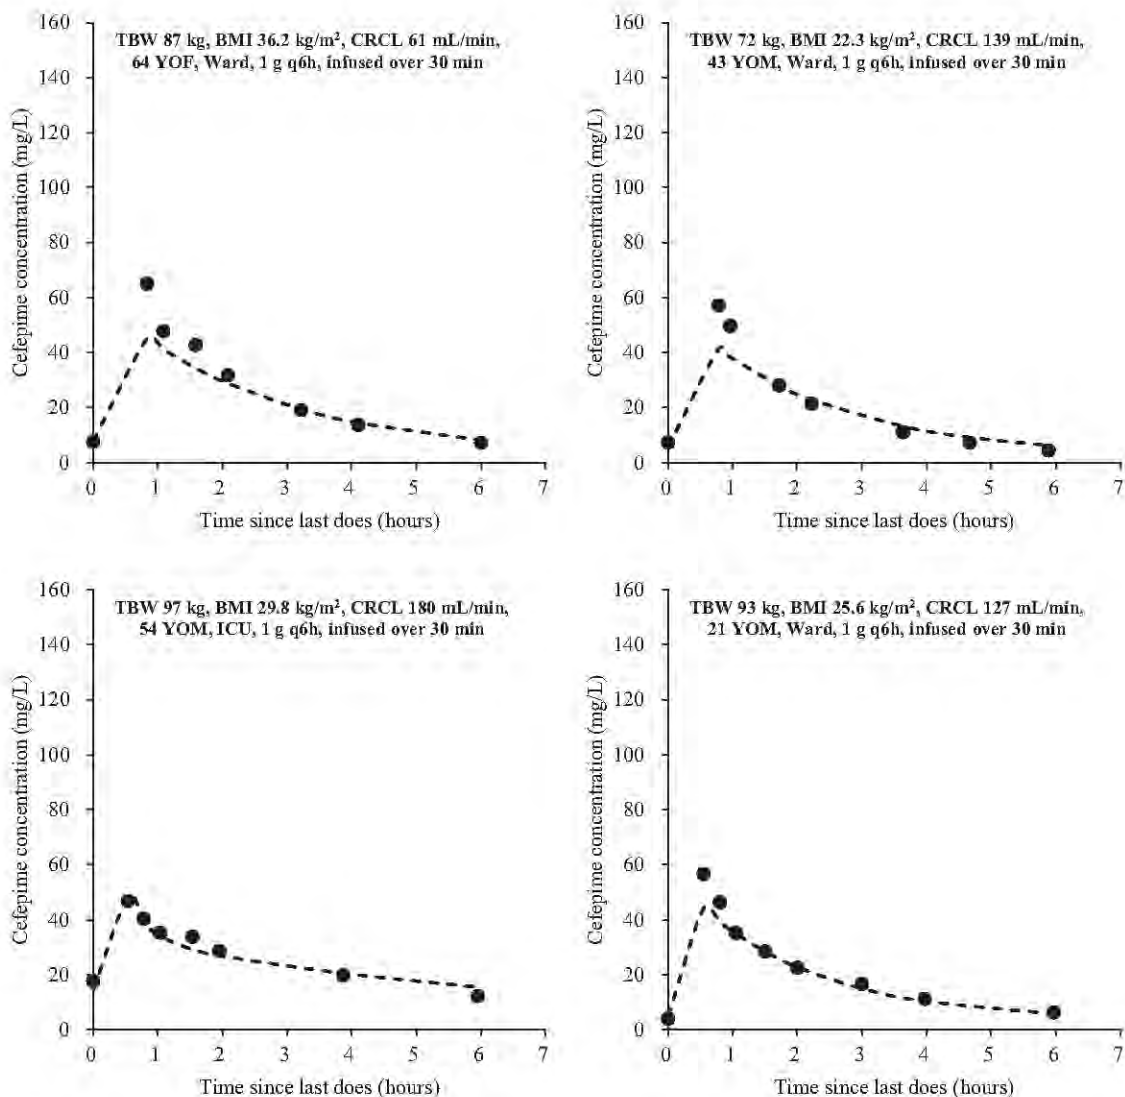 TBW 87 kg, BMI 36.2 kg/m², CRCL 61 mL/min,
64 YOF, Ward, 1 g q6h, infused over 30 min
Cefepime concentration (mg/L)
160
140
120
100
80
60
40
20
0
0 1 2 3 4 5 6 7
Time since last does (hours)
TBW 72 kg, BMI 22.3 kg/m², CRCL 139 mL/min,
43 YOM, Ward, 1 g q6h, infused over 30 min
Cefepime concentration (mg/L)
160
140
120
100
80
60
40
20
0
0 1 2 3 4 5 6 7
Time since last does (hours)
TBW 97 kg, BMI 29.8 kg/m², CRCL 180 mL/min,
54 YOM, ICU, 1 g q6h, infused over 30 min
Cefepime concentration (mg/L)
160
140
120
100
80
60
40
20
0
0 1 2 3 4 5 6 7
Time since last does (hours)
TBW 93 kg, BMI 25.6 kg/m², CRCL 127 mL/min,
21 YOM, Ward, 1 g q6h, infused over 30 min
Cefepime concentration (mg/L)
160
140
120
100
80
60
40
20
0
0 1 2 3 4 5 6 7
Time since last does (hours)